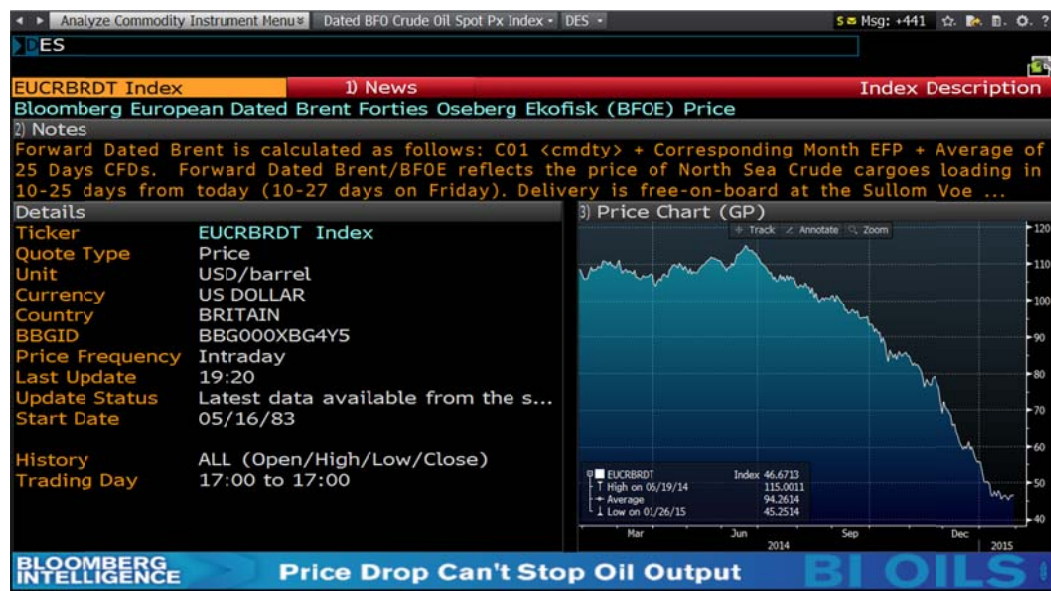 Analyze Commodity Instrument Menu Dated BFO Crude Oil Spot Px Index DES Msg: +441 ?
DES
EUCRBRDT Index 1) News Index Description
Bloomberg European Dated Brent Forties Oseberg Ekofisk (BFOE) Price
2) Notes
Forward Dated Brent is calculated as follows: C01 <cmdty> + Corresponding Month EFP + Average of
25 Days CFDs. Forward Dated Brent/BFOE reflects the price of North Sea Crude cargoes loading in
10-25 days from today (10-27 days on Friday). Delivery is free-on-board at the Sullom Voe ...
Details
Ticker EUCRBRDT Index
Quote Type Price
Unit USD/barrel
Currency US DOLLAR
Country BRITAIN
BBGID BBG000XBG4Y5
Price Frequency Intraday
Last Update 19:20
Update Status Latest data available from the s...
Start Date 05/16/83
History ALL (Open/High/Low/Close)
Trading Day 17:00 to 17:00
3) Price Chart (GP)
Track Annotate Zoom
120
110
100
90
80
70
60
50
40
EUCRBRDT Index 46.6713
High on 06/19/14 115.0011
Average 94.2614
Low on 01/26/15 45.2514
Mar Jun Sep Dec
2014 2015
BLOOMBERG
INTELLIGENCE
Price Drop Can't Stop Oil Output
BI OILS